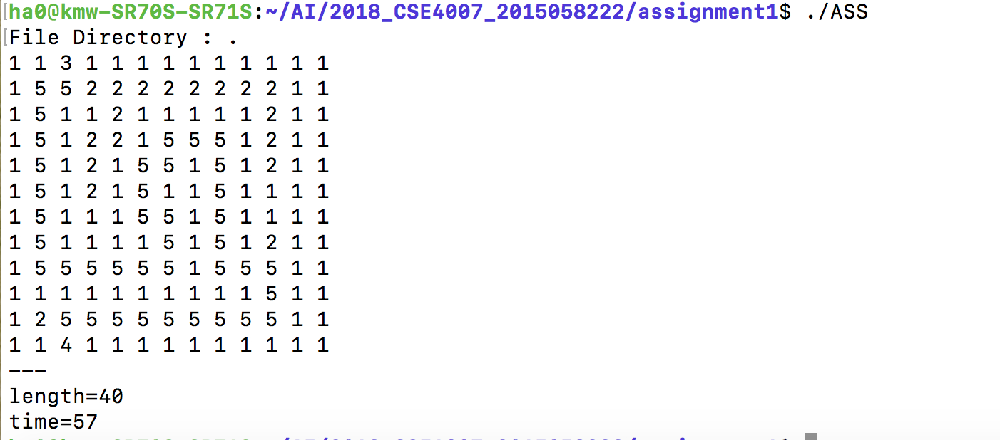 ha0@kmw-SR70S-SR71S:~/AI/2018_CSE4007_2015058222/assignment1$ ./ASS
File Directory : .
1 1 3 1 1 1 1 1 1 1 1 1 1
1 5 5 2 2 2 2 2 2 2 2 1 1
1 5 1 1 2 1 1 1 1 1 2 1 1
1 5 1 2 2 1 5 5 5 1 2 1 1
1 5 1 2 1 5 5 1 5 1 2 1 1
1 5 1 2 1 5 1 1 5 1 1 1 1
1 5 1 1 1 5 5 1 5 1 1 1 1
1 5 1 1 1 1 5 1 5 1 2 1 1
1 5 5 5 5 5 5 1 5 5 5 1 1
1 1 1 1 1 1 1 1 1 1 5 1 1
1 2 5 5 5 5 5 5 5 5 5 1 1
1 1 4 1 1 1 1 1 1 1 1 1 1
---
length=40
time=57